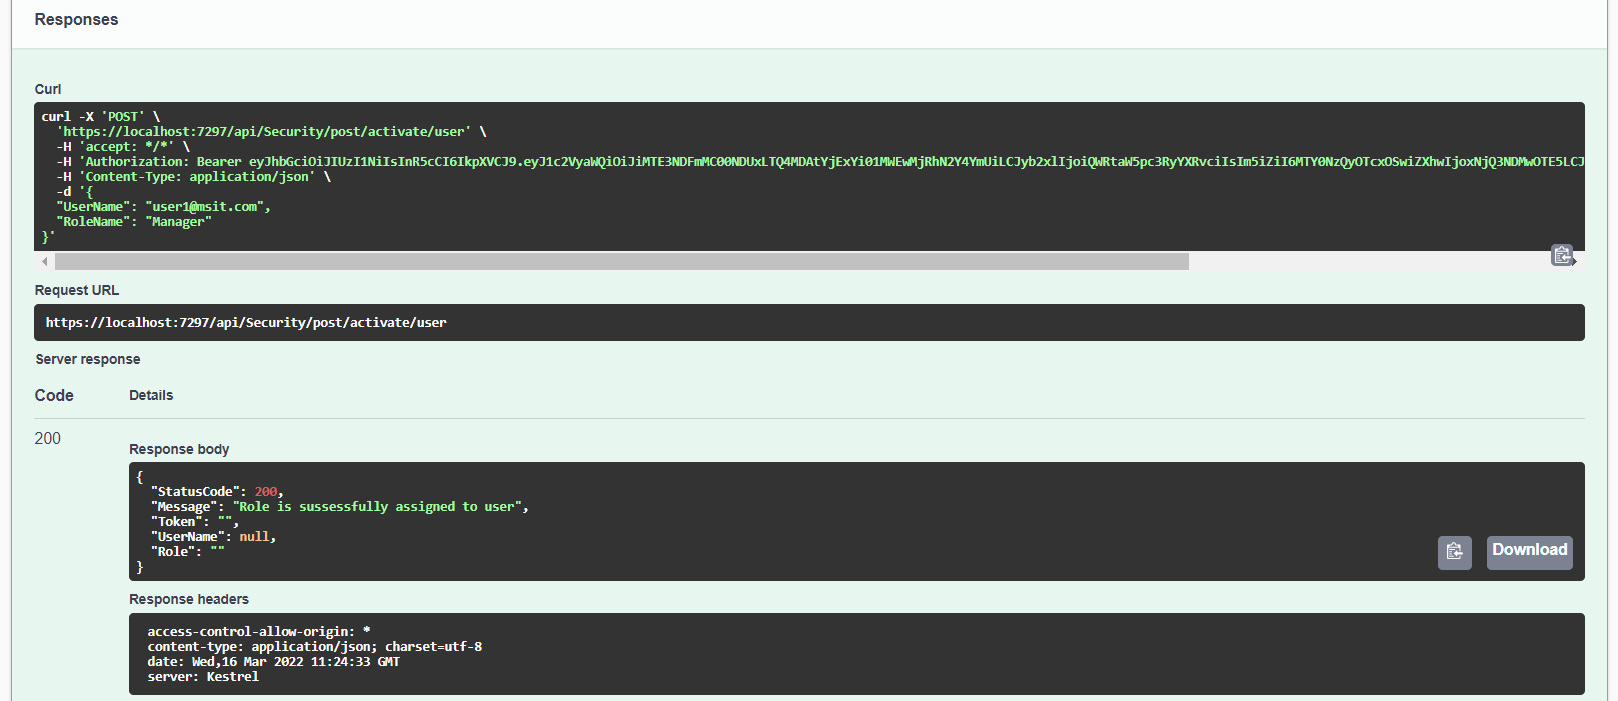 Responses
Curl
curl -X 'POST' \
'https://localhost:7297/api/Security/post/activate/user' \
-H 'accept: */*' \
-H 'Authorization: Bearer eyJhbGciOiJIUzI1NiIsInR5cCI6IkpXVCJ9.eyJ1c2VyaWQiOiJiMTE3NDFmMC00NDUxLTQ4MDAtYjExYi01MWEwMjRhN2Y4YmUiLCJyb2xlIjoiQWRtaW5pc3RyYXRvciIsIm5iZiI6MTY0NzQyOTcxOSwiZXhwIjoxNjQ3NDMwOTE5LCJ
-H 'Content-Type: application/json' \
-d '{
"UserName": "user1@msit.com",
"RoleName": "Manager"
}'
Request URL
https://localhost:7297/api/Security/post/activate/user
Server response
Code Details
200
Response body
{
"StatusCode": 200,
"Message": "Role is sussessfully assigned to user",
"Token": "",
"UserName": null,
"Role": ""
}
Download
Response headers
access-control-allow-origin: *
content-type: application/json; charset=utf-8
date: Wed,16 Mar 2022 11:24:33 GMT
server: Kestrel